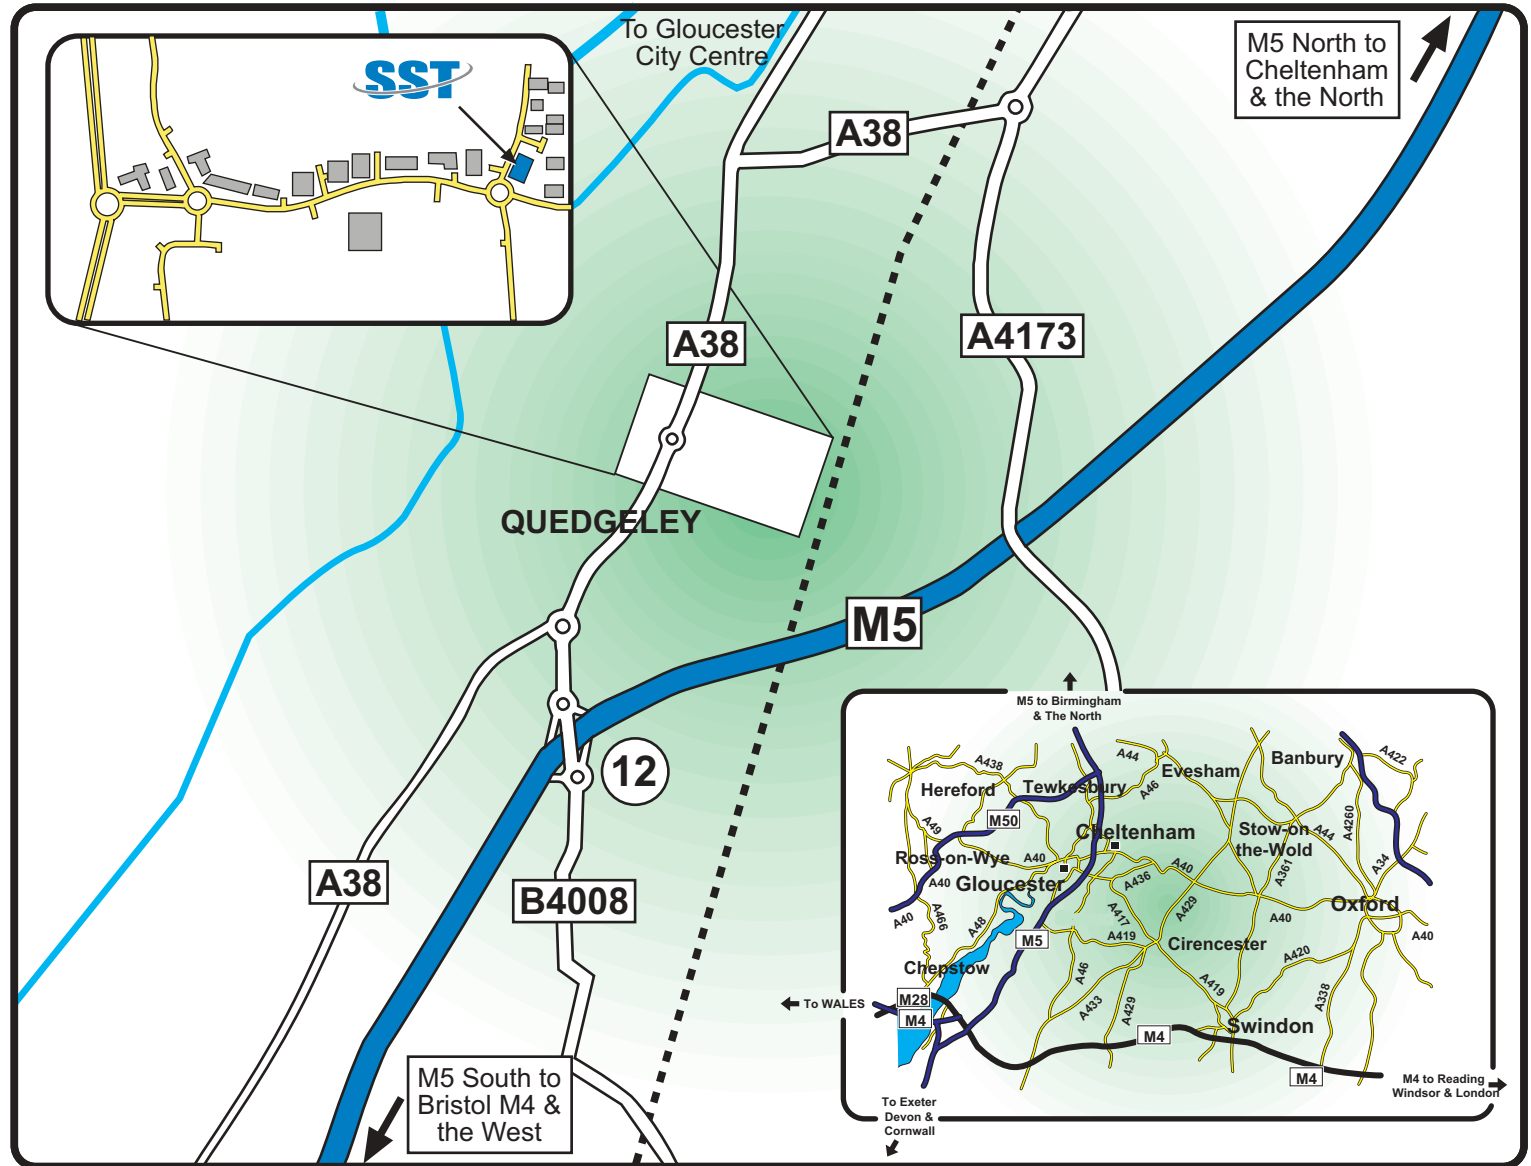 To Gloucester
City Centre
M5 North to
Cheltenham
& the North
SST
A38
A38
A4173
QUEDGELEY
M5
12
A38
B4008
M5 South to
Bristol M4 &
the West
M5 to Birmingham
& The North
A438
A44
Evesham
Banbury
A422
Hereford
Tewkesbury
A46
M50
A49
Cheltenham
Stow-on
the-Wold
A44
A4260
Ross-on-Wye
A40
A40
A361
A34
A40
Gloucester
A436
A40
A466
A48
A417
A429
A40
Oxford
A40
M5
A419
Cirencester
A420
Chepstow
A46
A419
To WALES
M28
M4
A433
A429
A338
Swindon
M4
M4
M4 to Reading
Windsor & London
To Exeter
Devon &
Cornwall